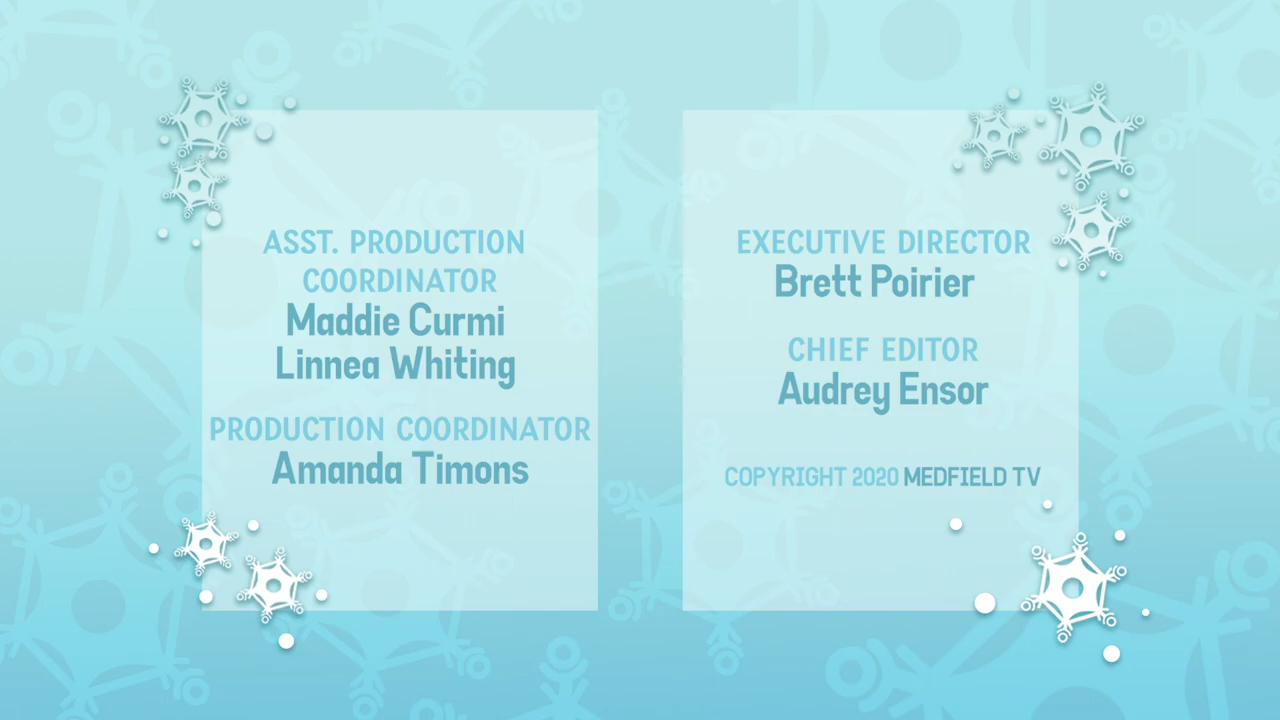 ASST. PRODUCTION
COORDINATOR
Maddie Curmi
Linnea Whiting
PRODUCTION COORDINATOR
Amanda Timons
EXECUTIVE DIRECTOR
Brett Poirier
CHIEF EDITOR
Audrey Ensor
COPYRIGHT 2020 MEDFIELD TV